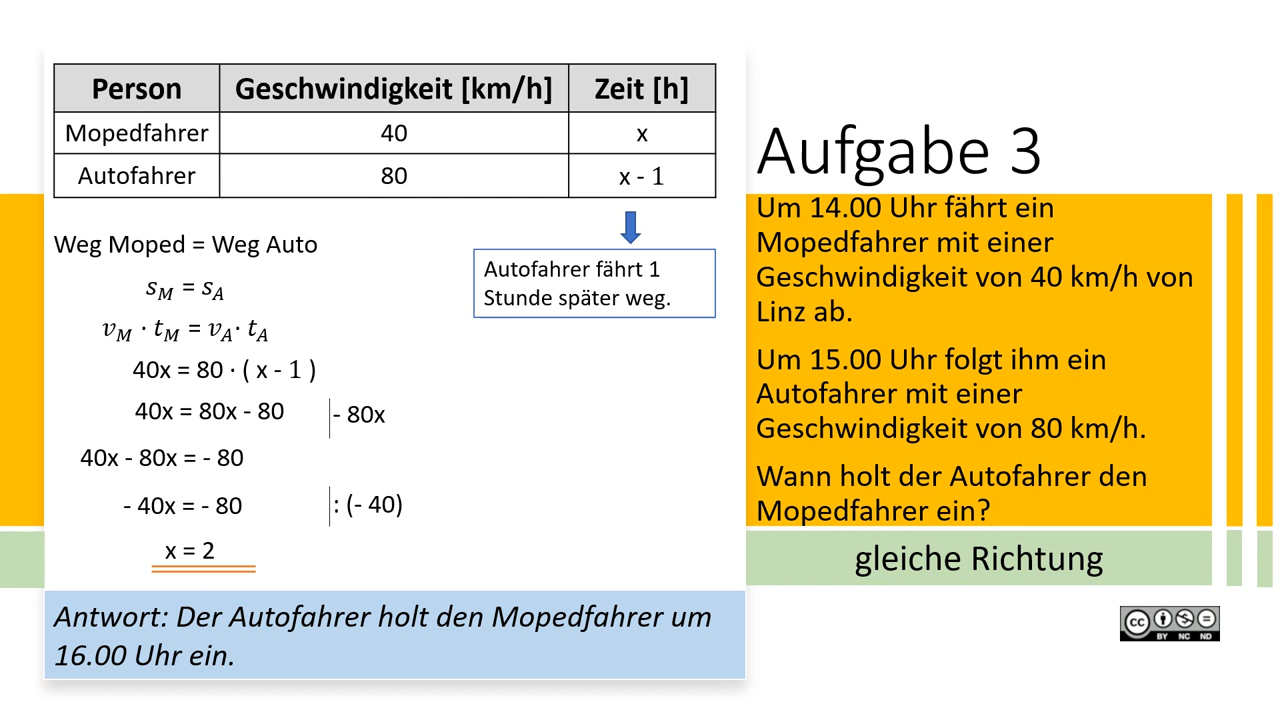 Person Geschwindigkeit [km/h] Zeit [h]
Mopedfahrer 40 x
Autofahrer 80 x - 1
Autofahrer fährt 1
Stunde später weg.
Weg Moped = Weg Auto
s_M = s_A
v_M · t_M = v_A · t_A
40x = 80 · ( x - 1 )
40x = 80x - 80 | - 80x
40x - 80x = - 80
- 40x = - 80 | : (- 40)
x = 2
Antwort: Der Autofahrer holt den Mopedfahrer um
16.00 Uhr ein.
Aufgabe 3
Um 14.00 Uhr fährt ein
Mopedfahrer mit einer
Geschwindigkeit von 40 km/h von
Linz ab.
Um 15.00 Uhr folgt ihm ein
Autofahrer mit einer
Geschwindigkeit von 80 km/h.
Wann holt der Autofahrer den
Mopedfahrer ein?
gleiche Richtung
cc
BY NC ND